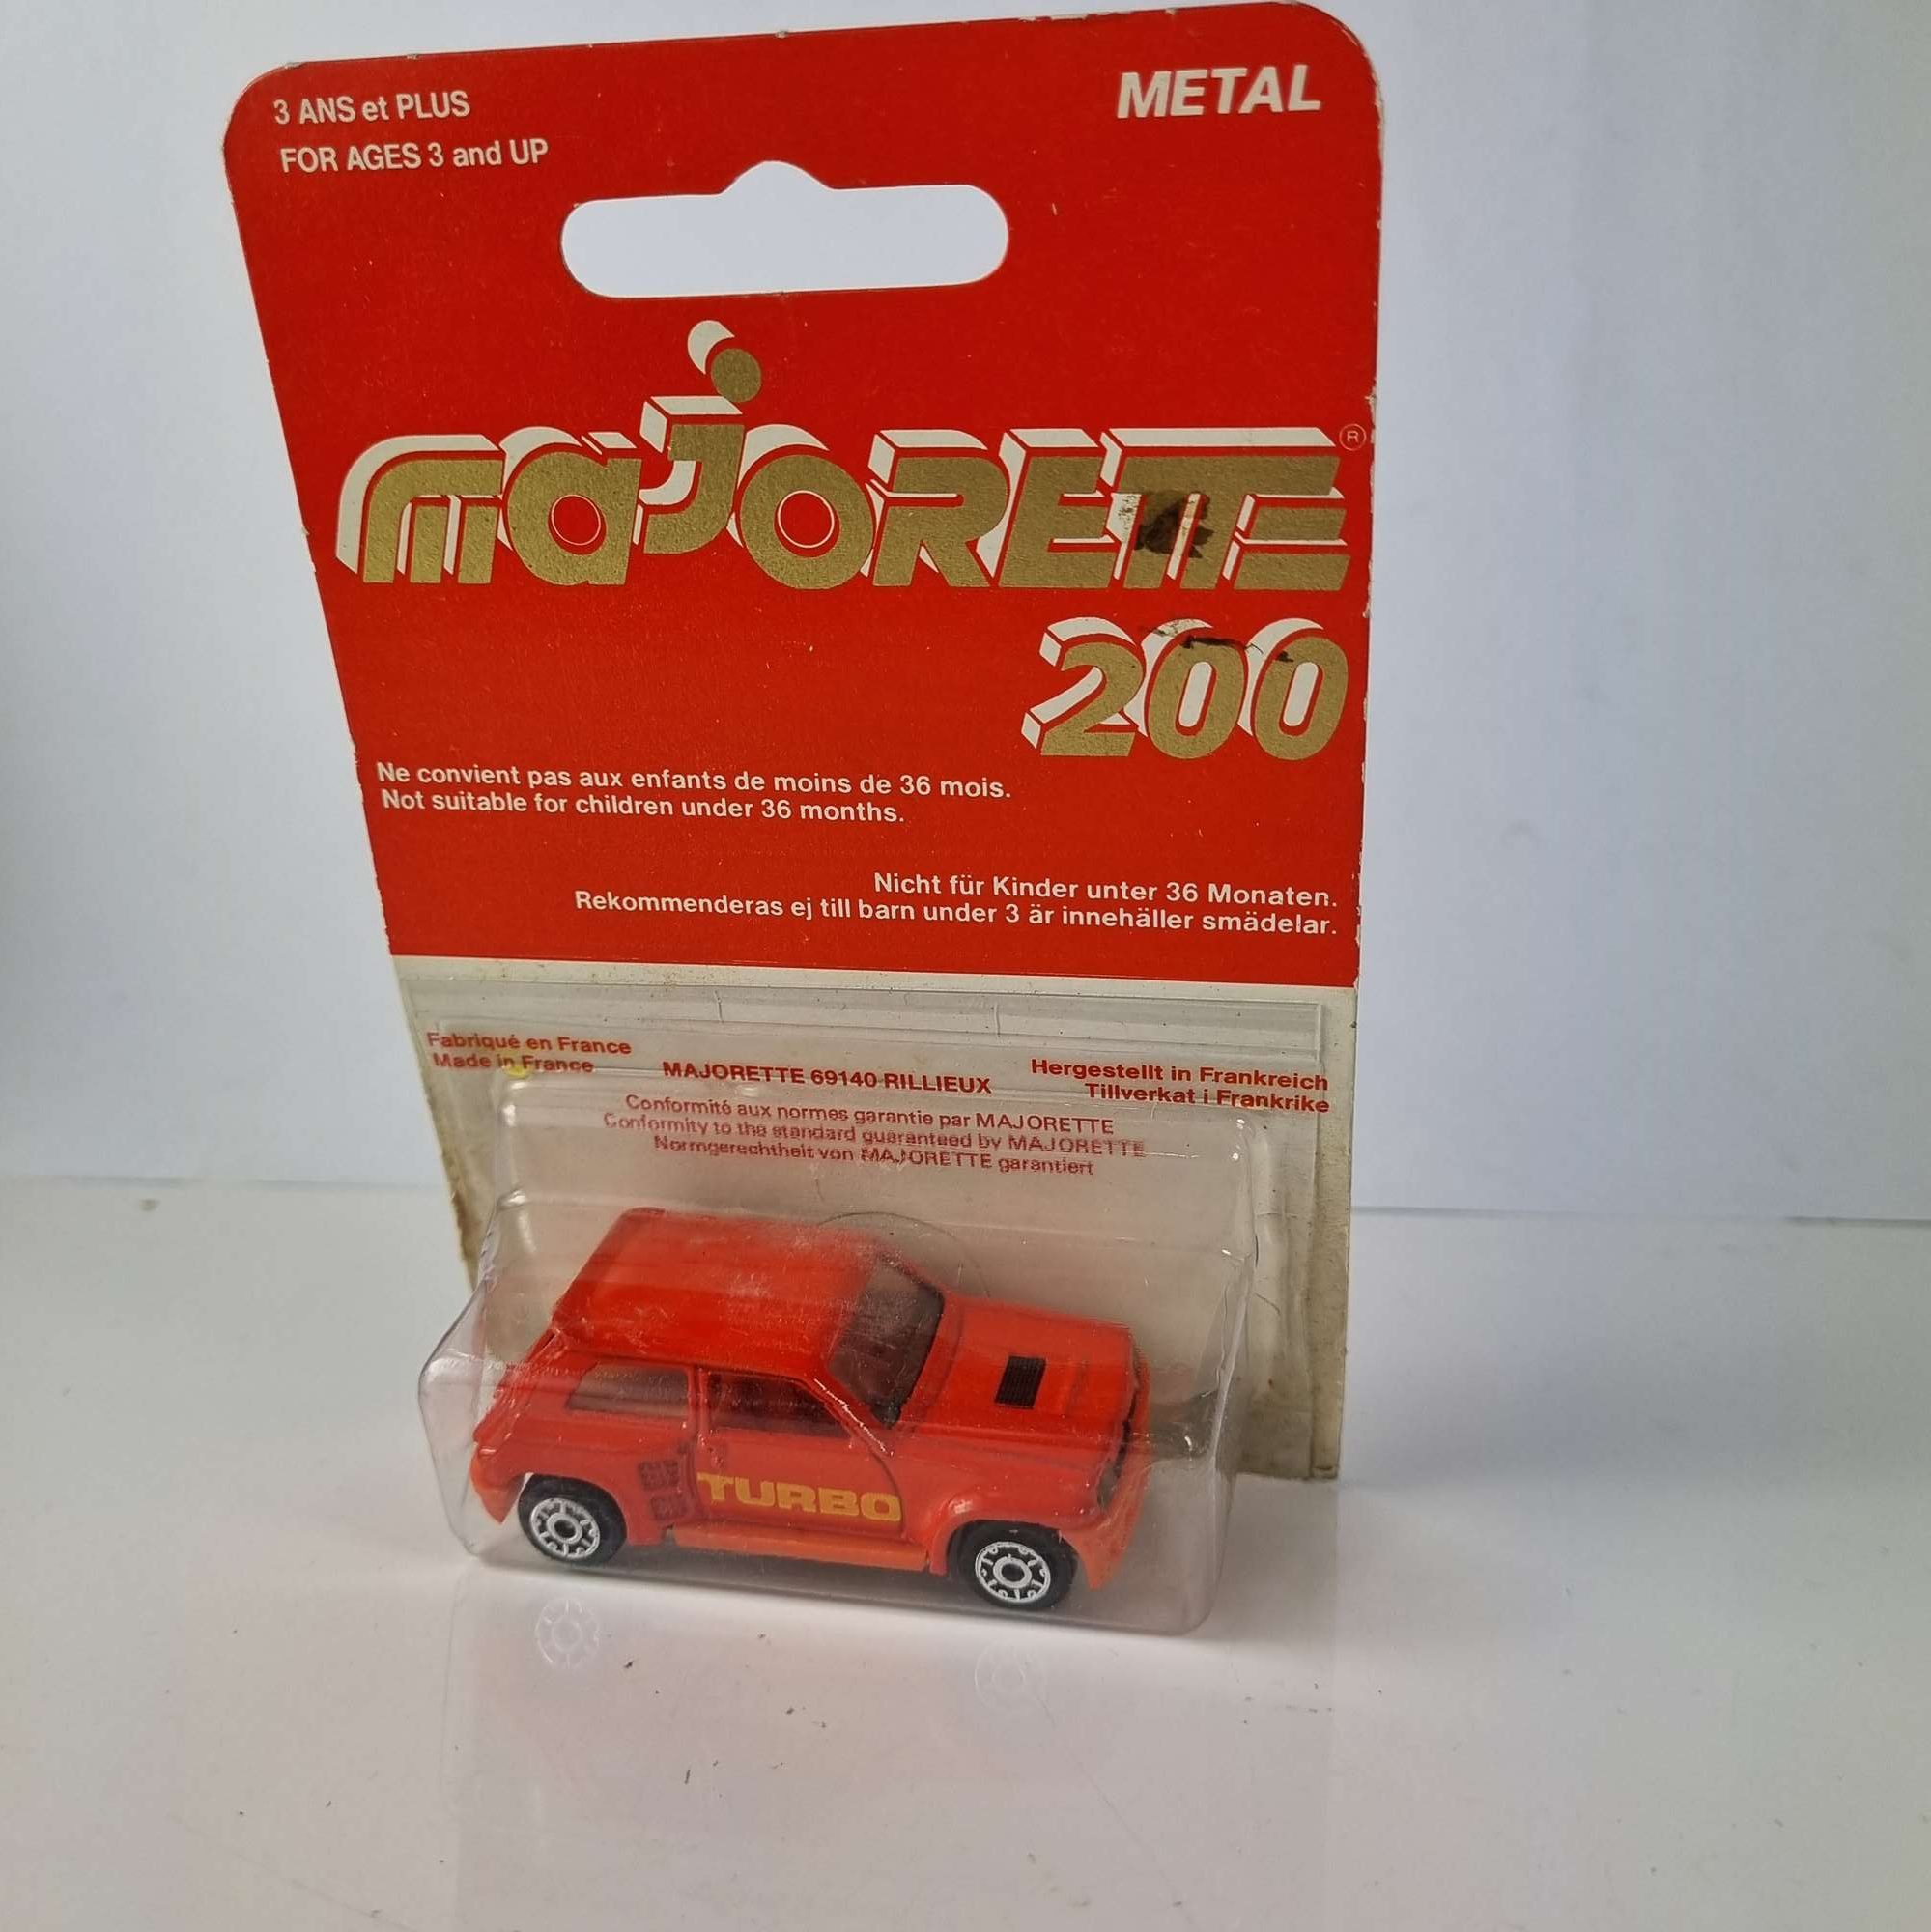 3 ANS et PLUS
FOR AGES 3 and UP
METAL
majORETTE ®
200
Ne convient pas aux enfants de moins de 36 mois.
Not suitable for children under 36 months.
Nicht für Kinder unter 36 Monaten.
Rekommenderas ej till barn under 3 är innehäller smädelar.
Fabriqué en France
Made in France
MAJORETTE 69140 RILLIEUX
Hergestellt in Frankreich
Tillverkat i Frankrike
Conformité aux normes garantie par MAJORETTE
Conformity to the standard guaranteed by MAJORETTE
Normgerechtheit von MAJORETTE garantiert
TURBO